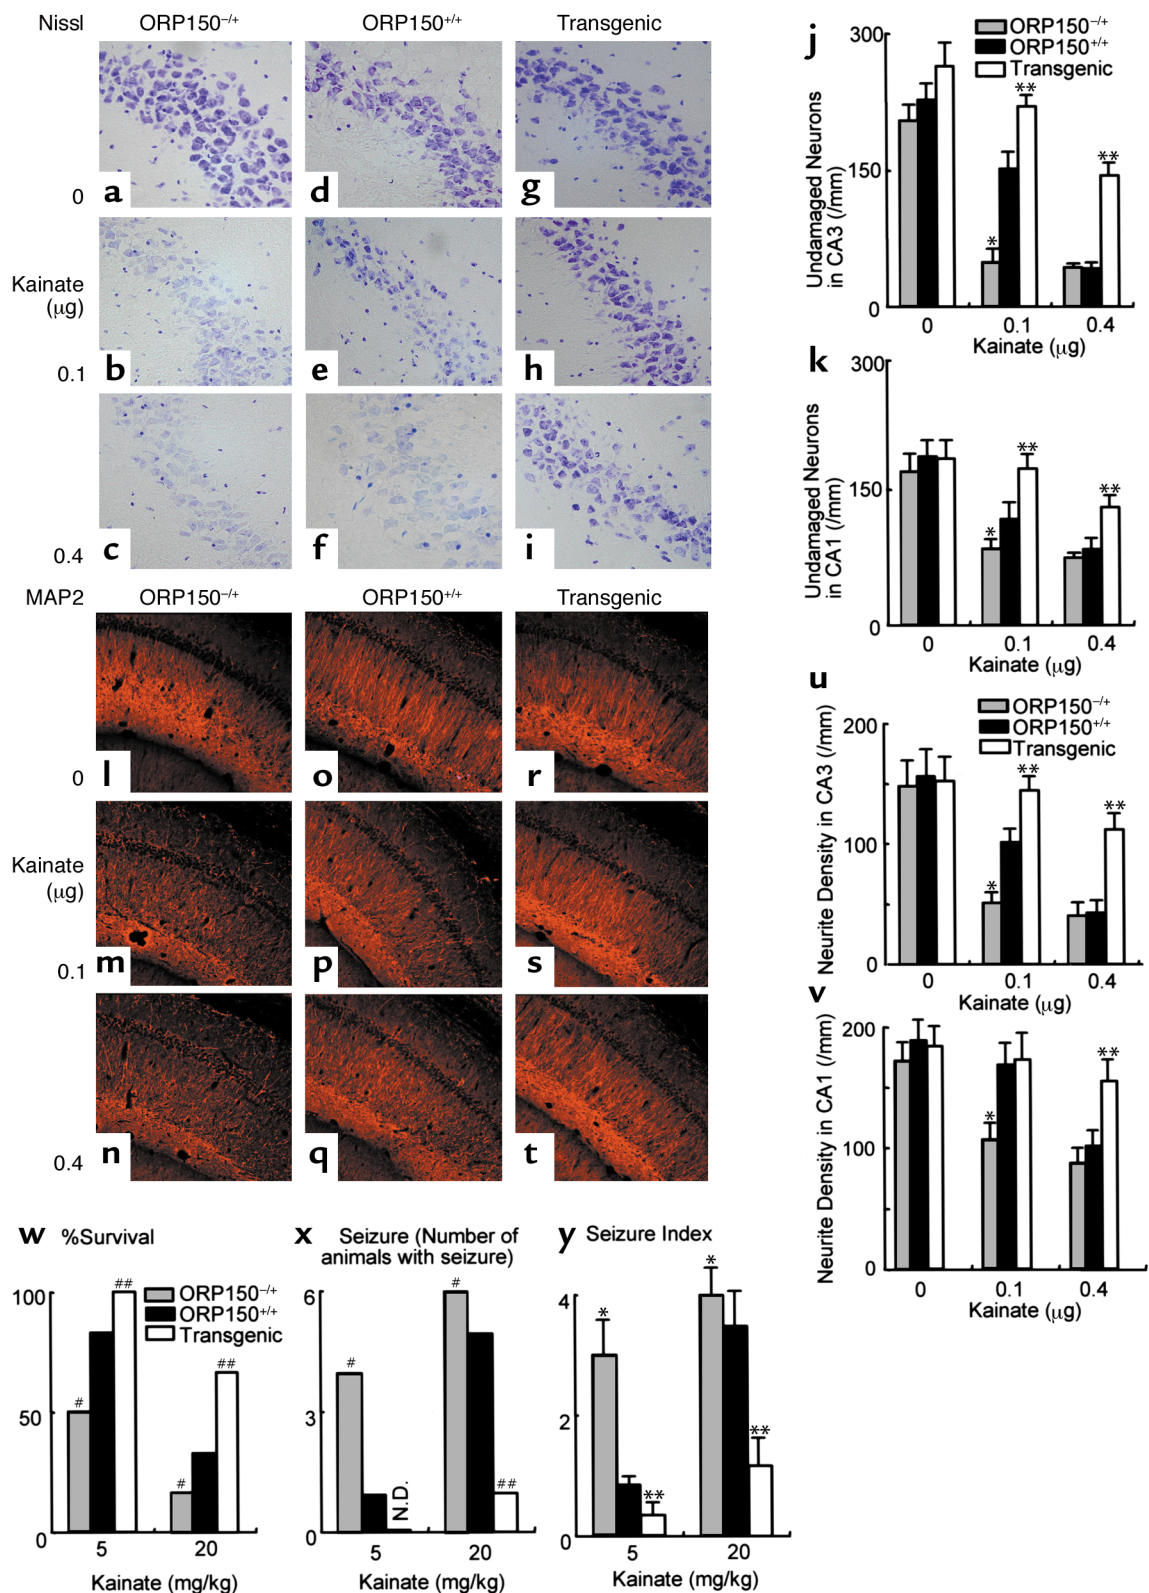 Nissl ORP150–/+ ORP150+/+ Transgenic
a d g
0
b e h
Kainate
(μg)
0.1
c f i
0.4
MAP2 ORP150–/+ ORP150+/+ Transgenic
l o r
0
m p s
Kainate
(μg)
0.1
n q t
0.4
j
ORP150–/+
ORP150+/+
Transgenic
Undamaged Neurons
in CA3 (/mm)
300
150
0
* ** **
0 0.1 0.4
Kainate (μg)
k
Undamaged Neurons
in CA1 (/mm)
300
150
0
* ** **
0 0.1 0.4
Kainate (μg)
u
ORP150–/+
ORP150+/+
Transgenic
Neurite Density in CA3 (/mm)
200
100
0
* ** **
0 0.1 0.4
Kainate (μg)
v
Neurite Density in CA1 (/mm)
200
100
0
* **
0 0.1 0.4
Kainate (μg)
w %Survival
ORP150–/+
ORP150+/+
Transgenic
100
50
0
# ## # ##
5 20
Kainate (mg/kg)
x Seizure (Number of
animals with seizure)
6
3
0
# N.D. # ##
5 20
Kainate (mg/kg)
y Seizure Index
4
2
0
* ** * **
5 20
Kainate (mg/kg)